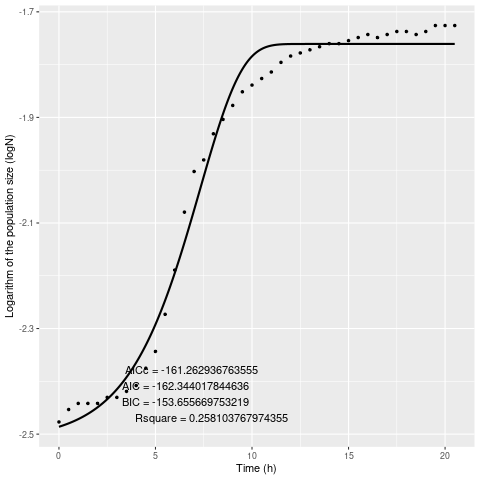 -1.7
-1.9
-2.1
-2.3
-2.5
Logarithm of the population size (logN)
AICc = -161.262936763555
AIC = -162.344017844636
BIC = -153.655669753219
Rsquare = 0.258103767974355
0 5 10 15 20
Time (h)